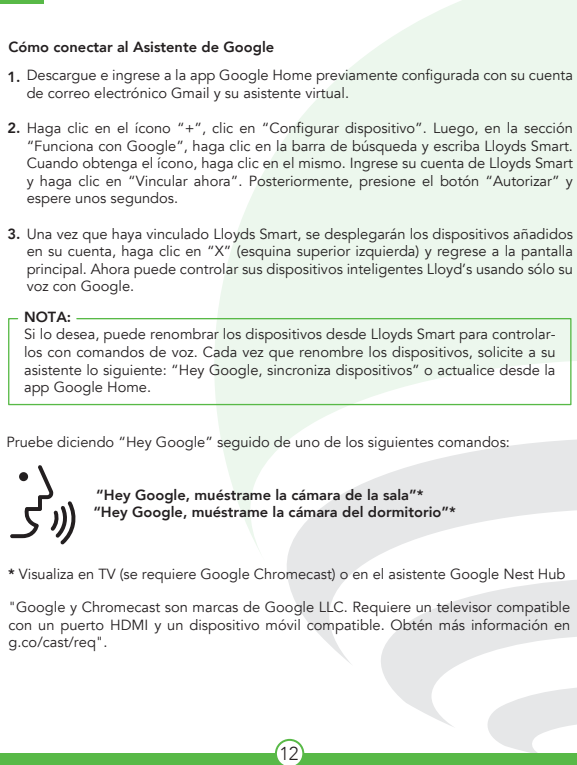 Cómo conectar al Asistente de Google
1. Descargue e ingrese a la app Google Home previamente configurada con su cuenta
de correo electrónico Gmail y su asistente virtual.
2. Haga clic en el ícono “+”, clic en “Configurar dispositivo”. Luego, en la sección
“Funciona con Google”, haga clic en la barra de búsqueda y escriba Lloyds Smart.
Cuando obtenga el ícono, haga clic en el mismo. Ingrese su cuenta de Lloyds Smart
y haga clic en “Vincular ahora”. Posteriormente, presione el botón “Autorizar” y
espere unos segundos.
3. Una vez que haya vinculado Lloyds Smart, se desplegarán los dispositivos añadidos
en su cuenta, haga clic en “X” (esquina superior izquierda) y regrese a la pantalla
principal. Ahora puede controlar sus dispositivos inteligentes Lloyd’s usando sólo su
voz con Google.
NOTA:
Si lo desea, puede renombrar los dispositivos desde Lloyds Smart para controlar-
los con comandos de voz. Cada vez que renombre los dispositivos, solicite a su
asistente lo siguiente: “Hey Google, sincroniza dispositivos” o actualice desde la
app Google Home.
Pruebe diciendo “Hey Google” seguido de uno de los siguientes comandos:
“Hey Google, muéstrame la cámara de la sala”*
“Hey Google, muéstrame la cámara del dormitorio”*
* Visualiza en TV (se requiere Google Chromecast) o en el asistente Google Nest Hub
"Google y Chromecast son marcas de Google LLC. Requiere un televisor compatible
con un puerto HDMI y un dispositivo móvil compatible. Obtén más información en
g.co/cast/req".
12